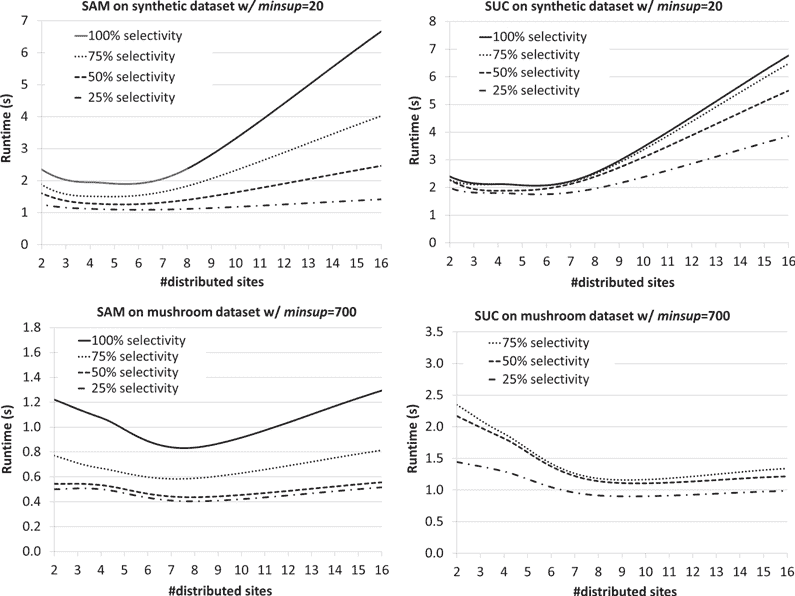 SAM on synthetic dataset w/ minsup=20
7
6
5
4
3
2
1
0
Runtime (s)
100% selectivity
75% selectivity
50% selectivity
25% selectivity
2 3 4 5 6 7 8 9 10 11 12 13 14 15 16
#distributed sites
SUC on synthetic dataset w/ minsup=20
8
7
6
5
4
3
2
1
0
Runtime (s)
100% selectivity
75% selectivity
50% selectivity
25% selectivity
2 3 4 5 6 7 8 9 10 11 12 13 14 15 16
#distributed sites
SAM on mushroom dataset w/ minsup=700
1.8
1.6
1.4
1.2
1.0
0.8
0.6
0.4
0.2
0.0
Runtime (s)
100% selectivity
75% selectivity
50% selectivity
25% selectivity
2 3 4 5 6 7 8 9 10 11 12 13 14 15 16
#distributed sites
SUC on mushroom dataset w/ minsup=700
3.5
3.0
2.5
2.0
1.5
1.0
0.5
0.0
Runtime (s)
75% selectivity
50% selectivity
25% selectivity
2 3 4 5 6 7 8 9 10 11 12 13 14 15 16
#distributed sites